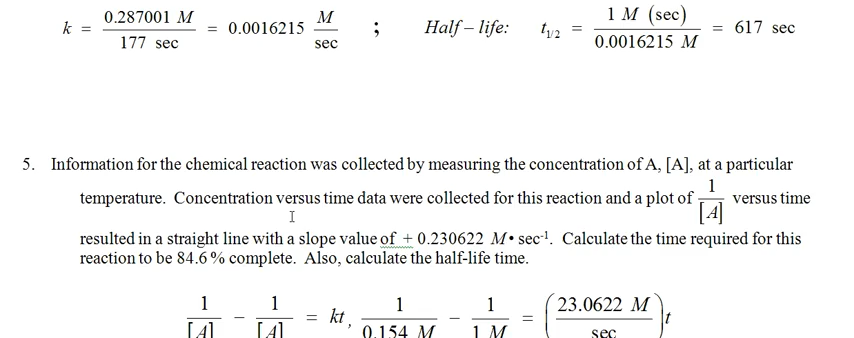 k = 0.287001 M / 177 sec = 0.0016215 M / sec ; Half – life: t1/2 = 1 M (sec) / 0.0016215 M = 617 sec
5. Information for the chemical reaction was collected by measuring the concentration of A, [A], at a particular
temperature. Concentration versus time data were collected for this reaction and a plot of 1 / [A] versus time
resulted in a straight line with a slope value of + 0.230622 M• sec-1. Calculate the time required for this
reaction to be 84.6 % complete. Also, calculate the half-life time.
1 / [A] − 1 / [A] = kt , 1 / 0.154 M − 1 / 1 M = ( 23.0622 M / sec ) t